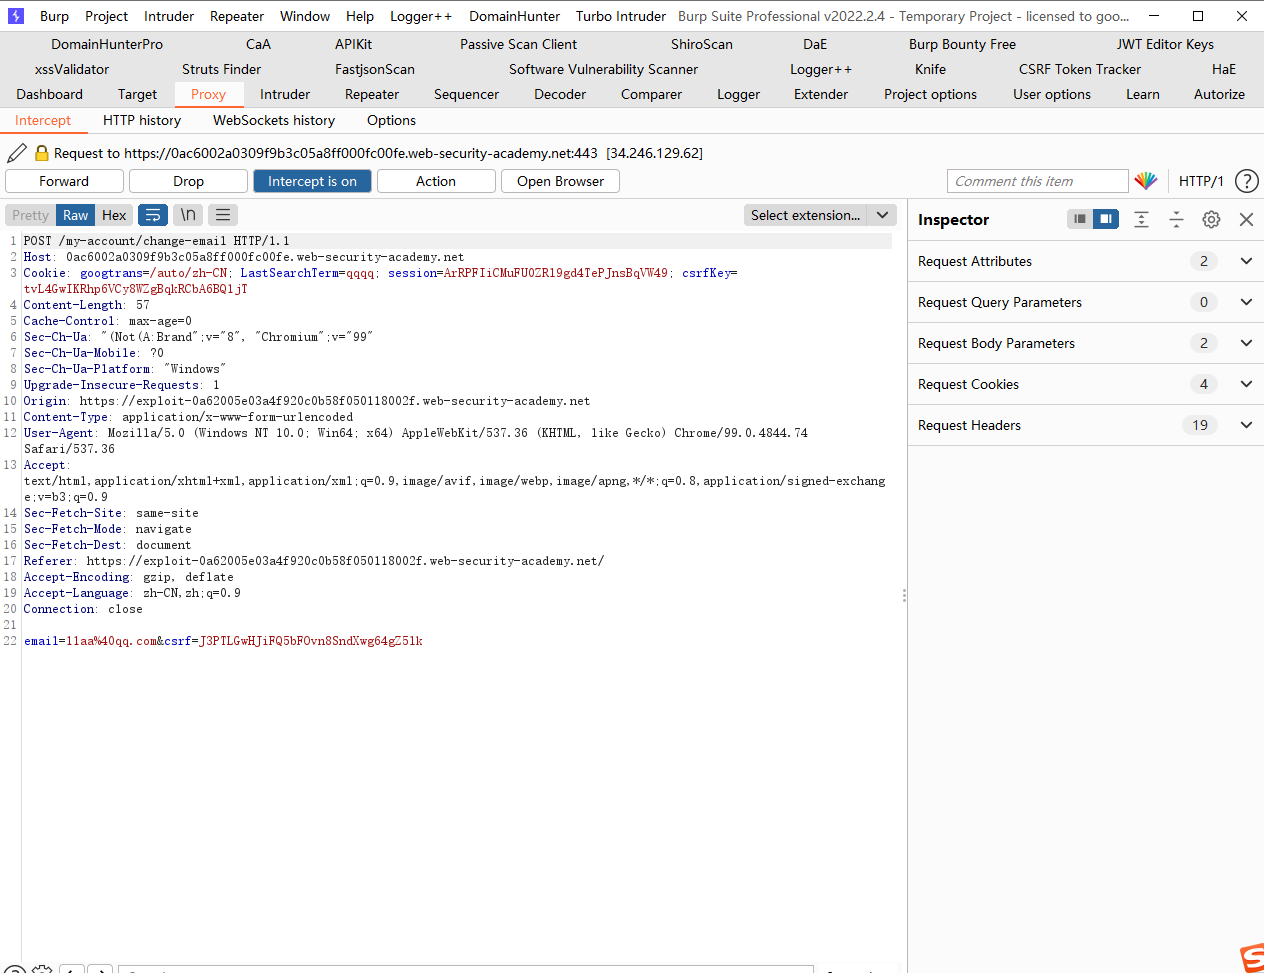 Burp Project Intruder Repeater Window Help Logger++ DomainHunter Turbo Intruder Burp Suite Professional v2022.2.4 - Temporary Project - licensed to goo...
DomainHunterPro CaA APIKit Passive Scan Client ShiroScan DaE Burp Bounty Free JWT Editor Keys
xssValidator Struts Finder FastjsonScan Software Vulnerability Scanner Logger++ Knife CSRF Token Tracker HaE
Dashboard Target Proxy Intruder Repeater Sequencer Decoder Comparer Logger Extender Project options User options Learn Autorize
Intercept HTTP history WebSockets history Options
Request to https://0ac6002a0309f9b3c05a8ff000fc00fe.web-security-academy.net:443 [34.246.129.62]
Forward Drop Intercept is on Action Open Browser Comment this item HTTP/1 ?
Pretty Raw Hex \n Select extension...
1 POST /my-account/change-email HTTP/1.1
2 Host: 0ac6002a0309f9b3c05a8ff000fc00fe.web-security-academy.net
3 Cookie: googtrans=/auto/zh-CN; LastSearchTerm=qqqq; session=ArRPFIiCMuFU0ZR19gd4TePJnsBqVW49; csrfKey=
tvL4GwIKRhp6VCy8WZgBqkRCbA6BQ1jT
4 Content-Length: 57
5 Cache-Control: max-age=0
6 Sec-Ch-Ua: "(Not(A:Brand";v="8", "Chromium";v="99"
7 Sec-Ch-Ua-Mobile: ?0
8 Sec-Ch-Ua-Platform: "Windows"
9 Upgrade-Insecure-Requests: 1
10 Origin: https://exploit-0a62005e03a4f920c0b58f050118002f.web-security-academy.net
11 Content-Type: application/x-www-form-urlencoded
12 User-Agent: Mozilla/5.0 (Windows NT 10.0; Win64; x64) AppleWebKit/537.36 (KHTML, like Gecko) Chrome/99.0.4844.74
Safari/537.36
13 Accept:
text/html,application/xhtml+xml,application/xml;q=0.9,image/avif,image/webp,image/apng,*/*;q=0.8,application/signed-exchang
e;v=b3;q=0.9
14 Sec-Fetch-Site: same-site
15 Sec-Fetch-Mode: navigate
16 Sec-Fetch-Dest: document
17 Referer: https://exploit-0a62005e03a4f920c0b58f050118002f.web-security-academy.net/
18 Accept-Encoding: gzip, deflate
19 Accept-Language: zh-CN,zh;q=0.9
20 Connection: close
21
22 email=11aa%40qq.com&csrf=J3PTLGwHJiFQ5bFOvn8SndXwg64gZ51k
Inspector
Request Attributes 2
Request Query Parameters 0
Request Body Parameters 2
Request Cookies 4
Request Headers 19